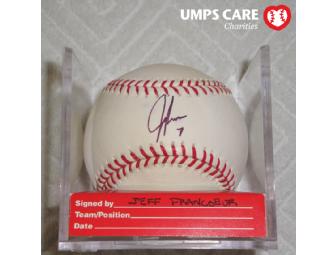 UMPS CARE
Charities
7
Signed by JEFF FRANCOEUR
Team/Position
Date